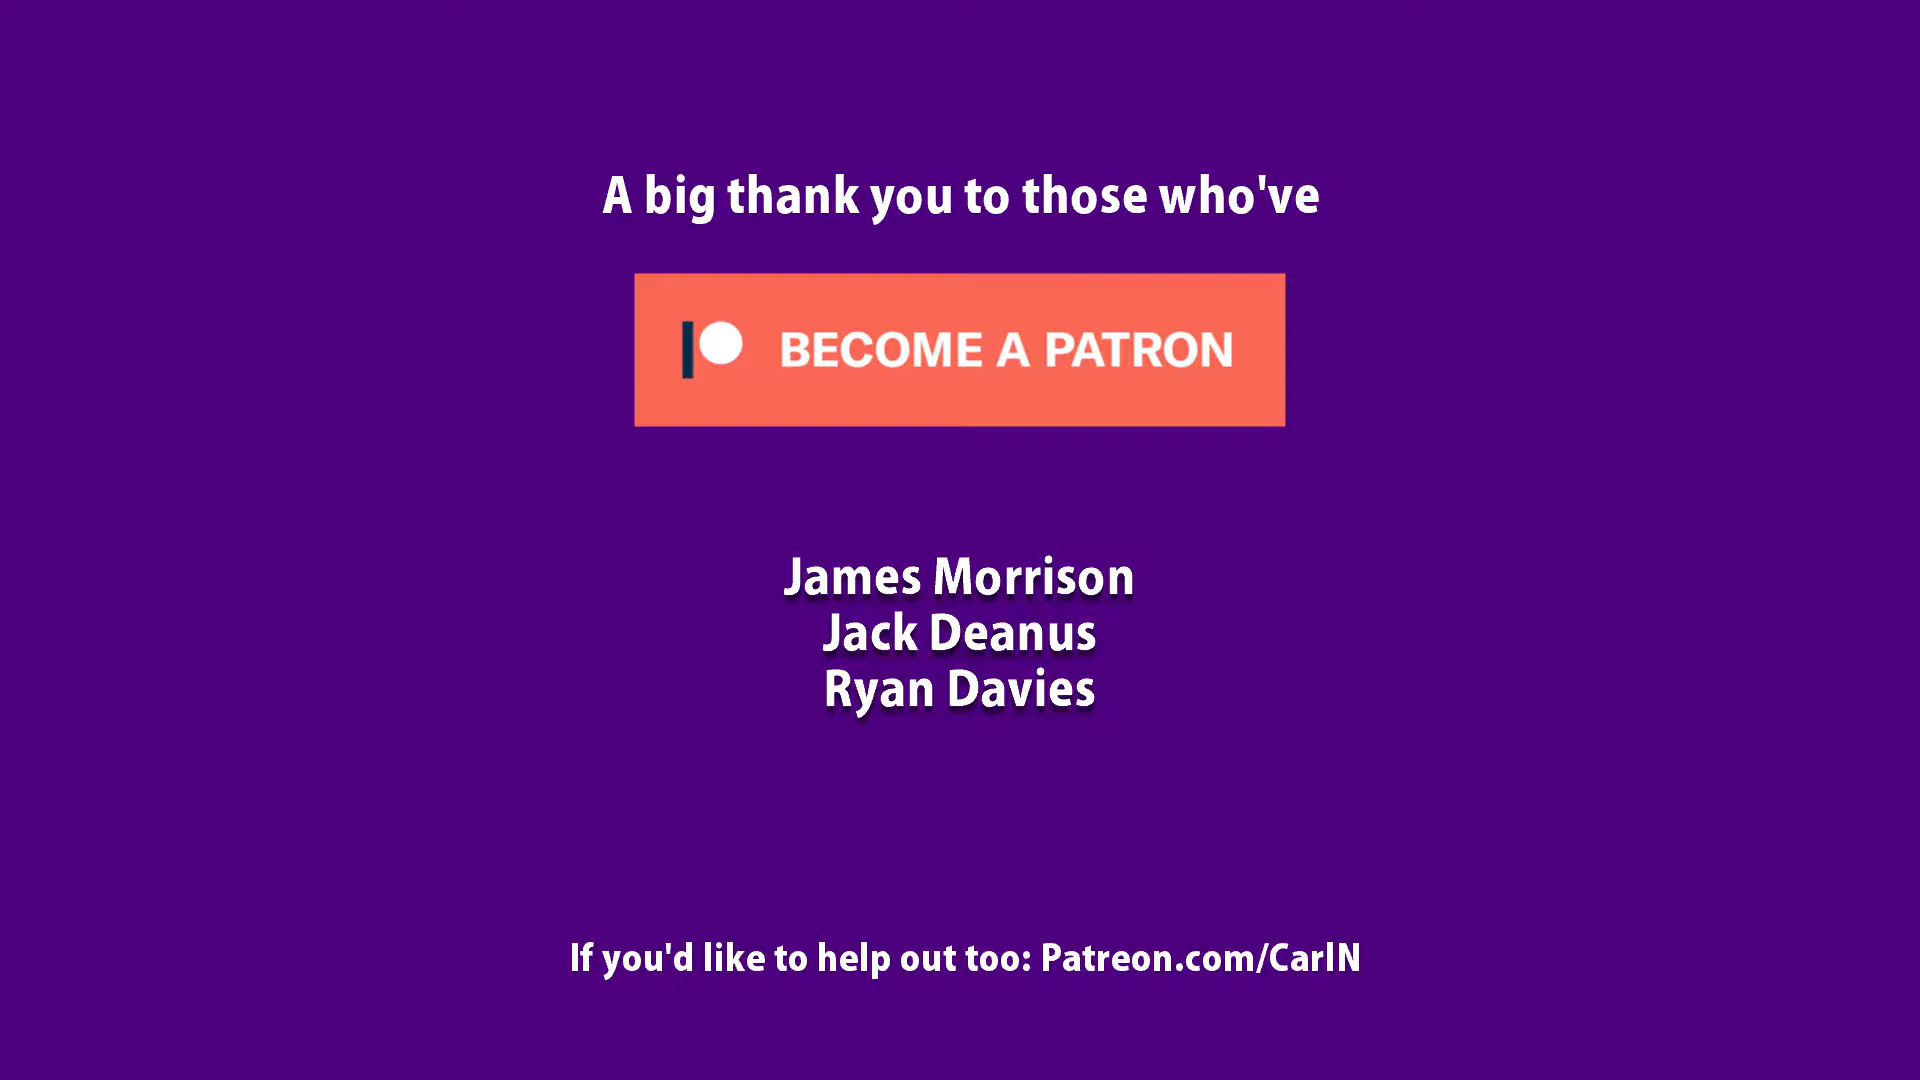 A big thank you to those who've
BECOME A PATRON
James Morrison
Jack Deanus
Ryan Davies
If you'd like to help out too: Patreon.com/CarlN